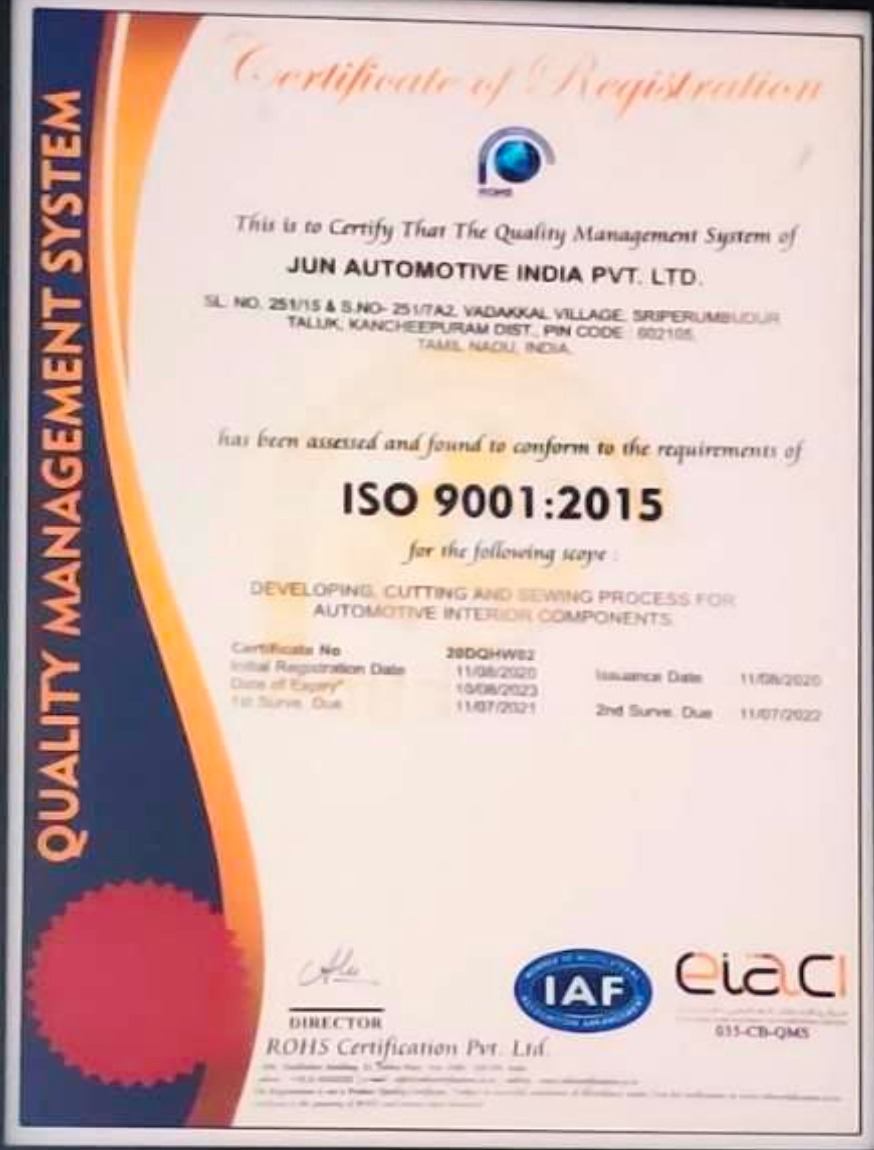 Certificate of Registration
ROHS
This is to Certify That The Quality Management System of
JUN AUTOMOTIVE INDIA PVT. LTD.
SL. NO. 251/15 & S.NO- 251/7A2, VADAKKAL VILLAGE, SRIPERUMBUDUR
TALUK, KANCHEEPURAM DIST., PIN CODE : 602105,
TAMIL NADU, INDIA.
has been assessed and found to conform to the requirements of
ISO 9001:2015
for the following scope :
DEVELOPING, CUTTING AND SEWING PROCESS FOR
AUTOMOTIVE INTERIOR COMPONENTS.
Certificate No 20DQHW02
Initial Registration Date 11/08/2020 Issuance Date 11/08/2020
Date of Expiry* 10/08/2023
1st Surve. Due 11/07/2021 2nd Surve. Due 11/07/2022
QUALITY MANAGEMENT SYSTEM
DIRECTOR
ROHS Certification Pvt. Ltd.
IAF
eiaci
035-CB-QMS